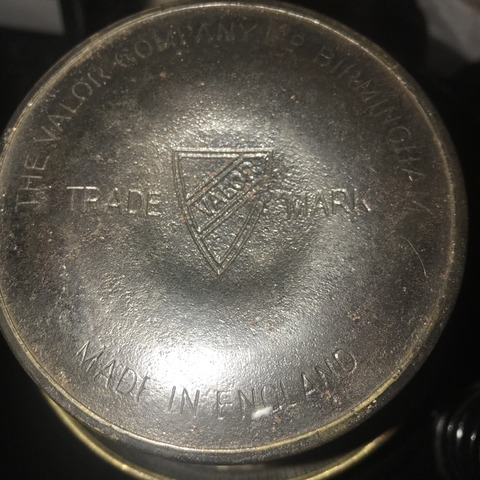 THE VALOR COMPANY LTD BIRMINGHAM
TRADE VALOR MARK
MADE IN ENGLAND